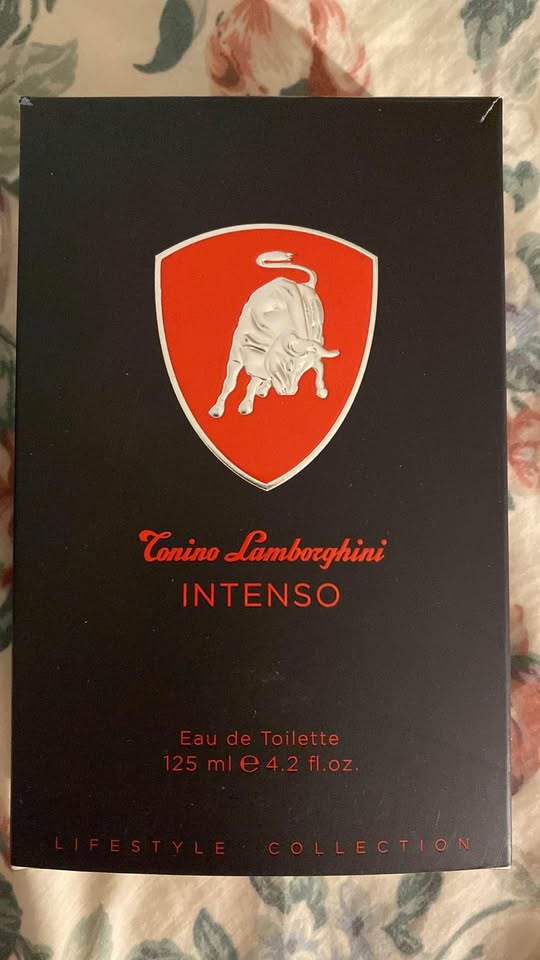 Tonino Lamborghini
INTENSO
Eau de Toilette
125 ml ℮ 4.2 fl.oz.
LIFESTYLE COLLECTION